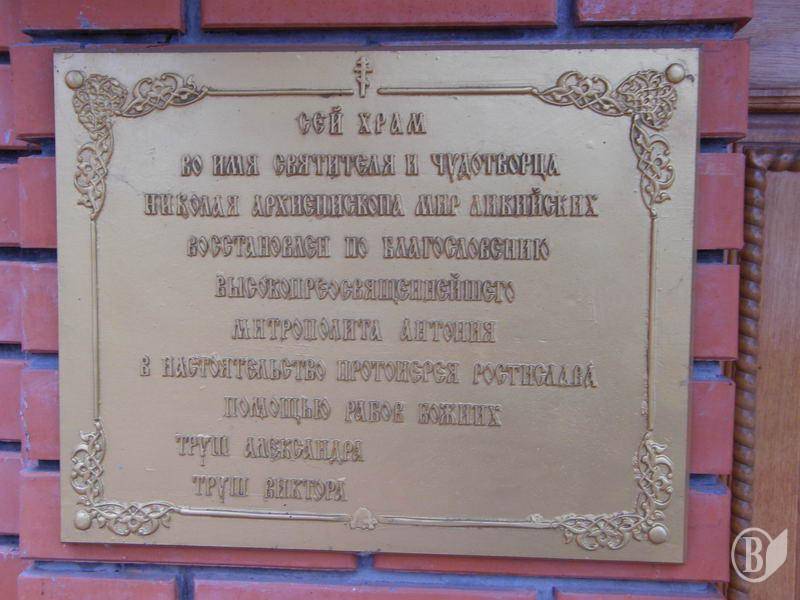 СЕЙ ХРАМ
ВО ИМЯ СВЯТИТЕЛЯ И ЧУДОТВОРЦА
НИКОЛАЯ АРХИЕПИСКОПА МИР ЛИКИЙСКИХ
ВОССТАНОВЛЕН ПО БЛАГОСЛОВЕНИЮ
ВЫСОКОПРЕОСВЯЩЕННЕЙШЕГО
МИТРОПОЛИТА АНТОНИЯ
В НАСТОЯТЕЛЬСТВО ПРОТОИЕРЕЯ РОСТИСЛАВА
ПОМОЩЬЮ РАБОВ БОЖИИХ
ТРУШ АЛЕКСАНДРА
ТРУШ ВИКТОРА
В